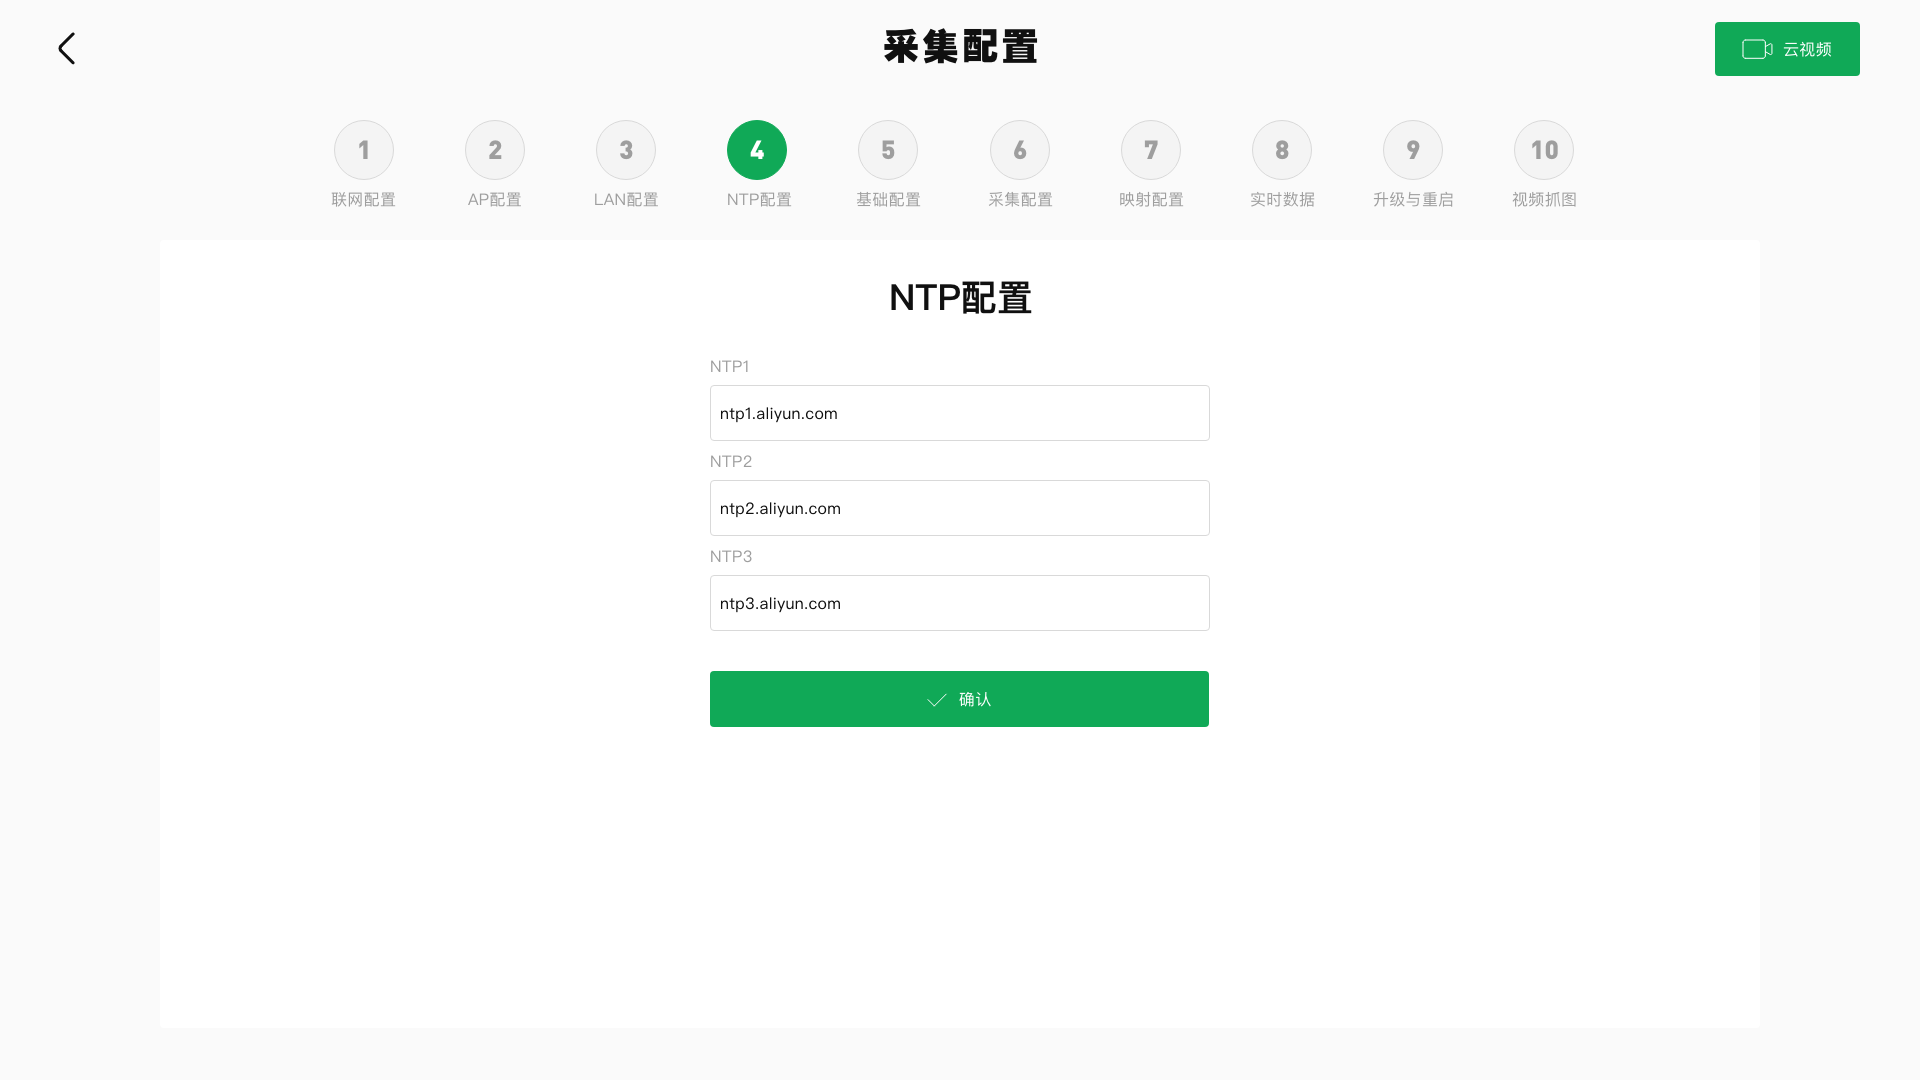 采集配置
云视频
1
2
3
4
5
6
7
8
9
10
联网配置
AP配置
LAN配置
NTP配置
基础配置
采集配置
映射配置
实时数据
升级与重启
视频抓图
NTP配置
NTP1
ntp1.aliyun.com
NTP2
ntp2.aliyun.com
NTP3
ntp3.aliyun.com
确认